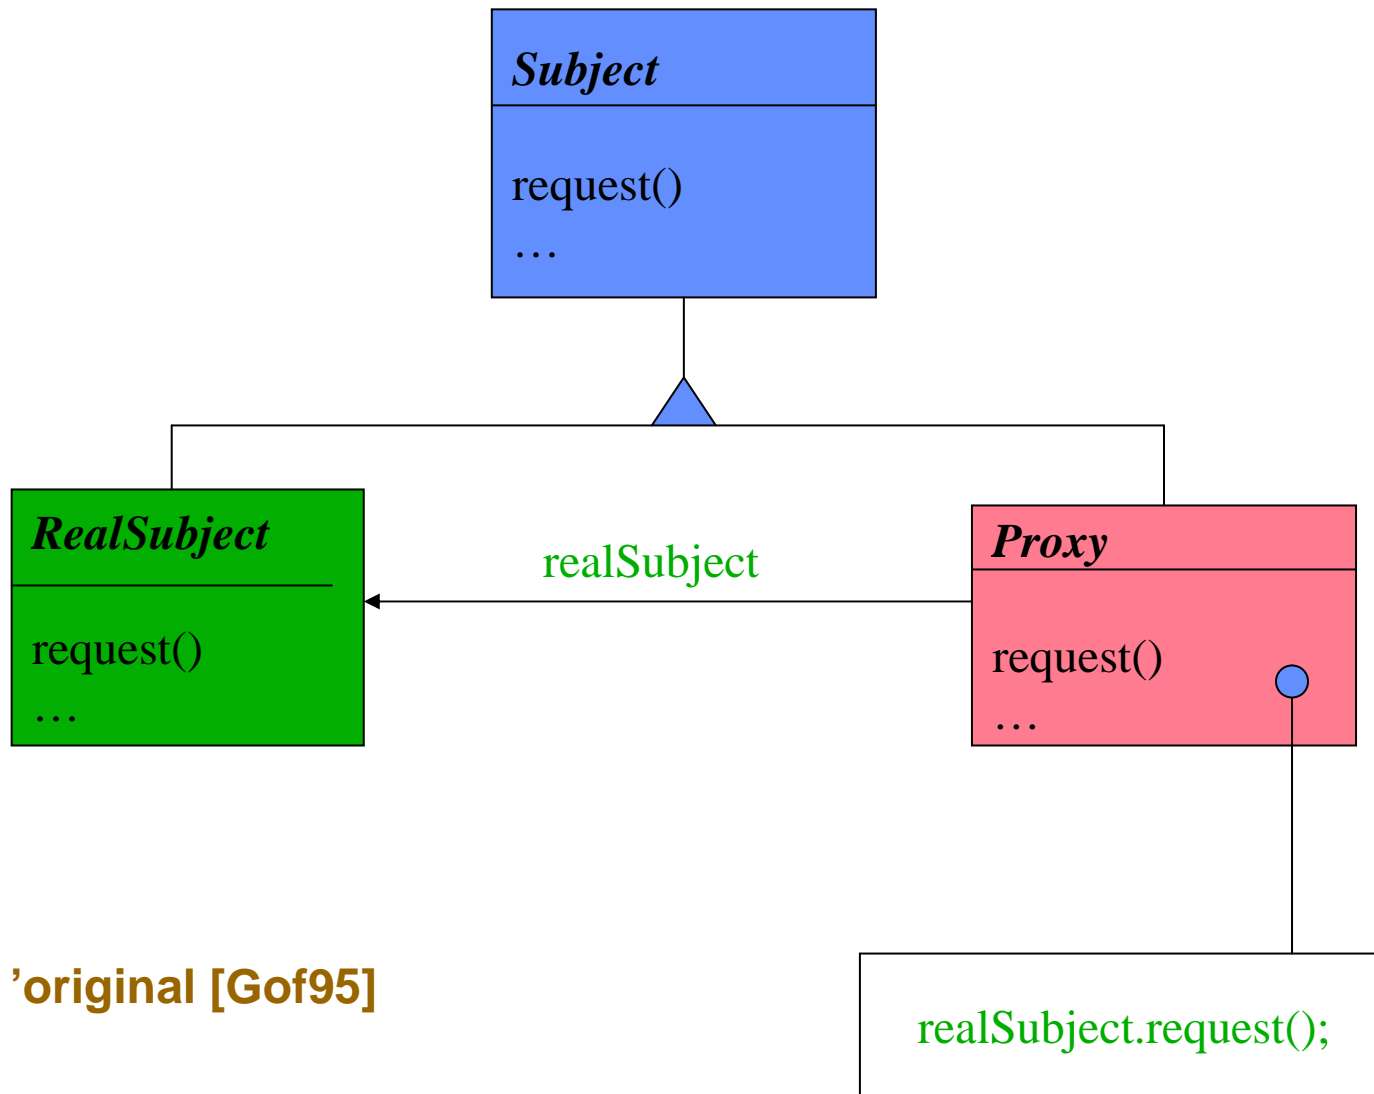 Subject
request()
…
RealSubject
request()
…
realSubject
Proxy
request()
…
’original [Gof95]
realSubject.request();